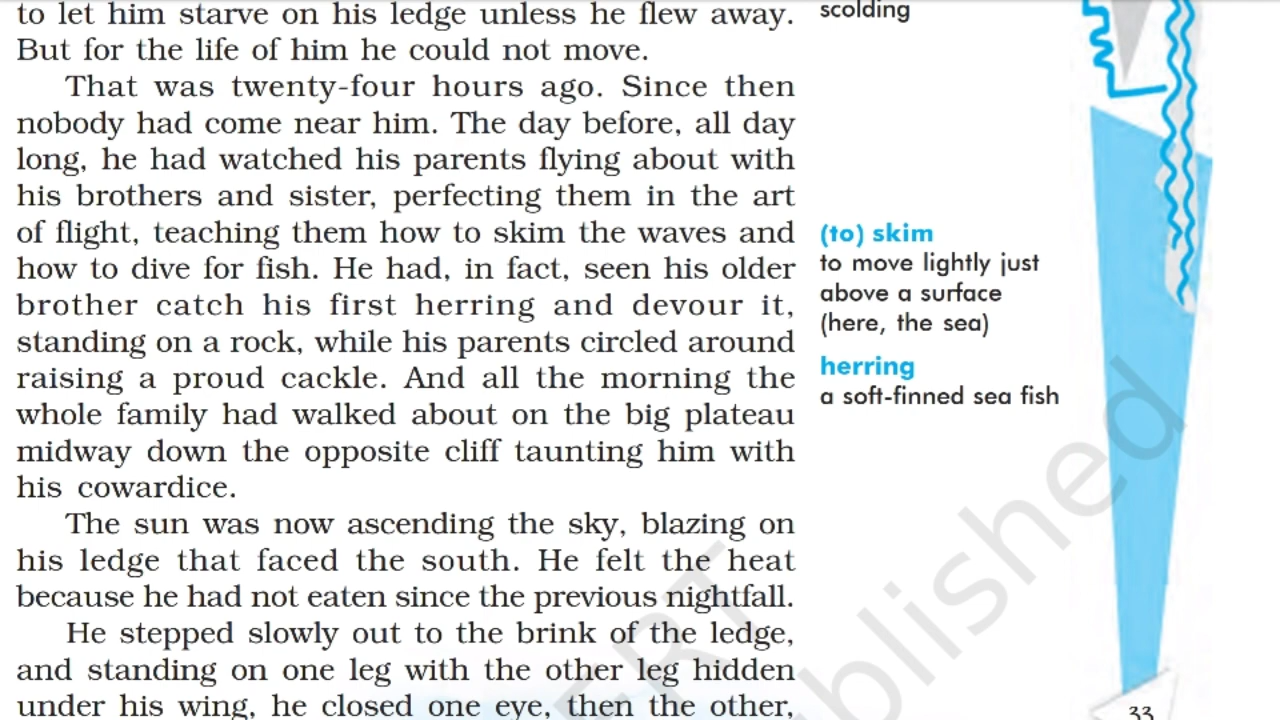 to let him starve on his ledge unless he flew away.
But for the life of him he could not move.
That was twenty-four hours ago. Since then
nobody had come near him. The day before, all day
long, he had watched his parents flying about with
his brothers and sister, perfecting them in the art
of flight, teaching them how to skim the waves and
how to dive for fish. He had, in fact, seen his older
brother catch his first herring and devour it,
standing on a rock, while his parents circled around
raising a proud cackle. And all the morning the
whole family had walked about on the big plateau
midway down the opposite cliff taunting him with
his cowardice.
The sun was now ascending the sky, blazing on
his ledge that faced the south. He felt the heat
because he had not eaten since the previous nightfall.
He stepped slowly out to the brink of the ledge,
and standing on one leg with the other leg hidden
under his wing, he closed one eye, then the other,
scolding
(to) skim
to move lightly just
above a surface
(here, the sea)
herring
a soft-finned sea fish
33